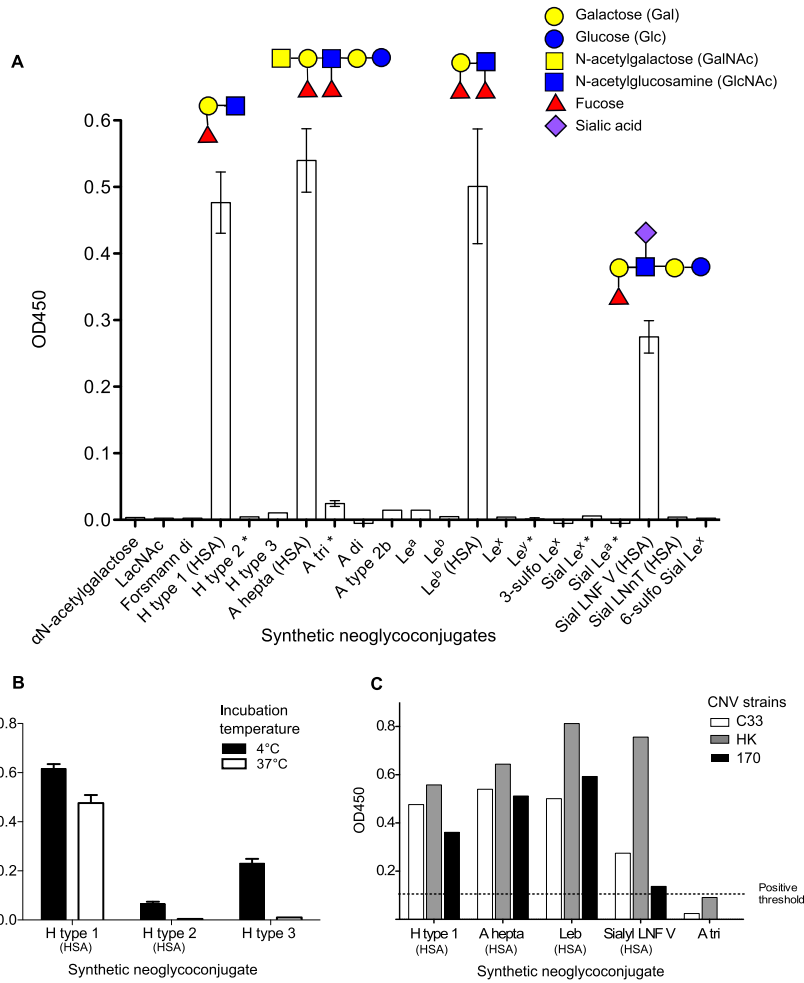 Galactose (Gal)
Glucose (Glc)
N-acetylgalactose (GalNAc)
N-acetylglucosamine (GlcNAc)
Fucose
Sialic acid
A
0.6
0.5
0.4
0.3
0.2
0.1
0.0
OD450
αN-acetylgalactose
LacNAc
Forsmann di
H type 1 (HSA)
H type 2 *
H type 3
A hepta (HSA)
A tri *
A di
A type 2b
Leᵃ
Leᵇ
Leᵇ (HSA)
Leˣ
Leʸ *
3-sulfo Leˣ
Sial Leˣ *
Sial Leᵃ *
Sial LNF V (HSA)
Sial LNnT (HSA)
6-sulfo Sial Leˣ
Synthetic neoglycoconjugates
B
Incubation
temperature
4°C
37°C
0.8
0.6
0.4
0.2
0.0
H type 1
(HSA)
H type 2
(HSA)
H type 3
Synthetic neoglycoconjugate
C
CNV strains
C33
HK
170
OD450
0.8
0.6
0.4
0.2
Positive
threshold
H type 1
(HSA)
A hepta
(HSA)
Leb
(HSA)
Sialyl LNF V
(HSA)
A tri
Synthetic neoglycoconjugate